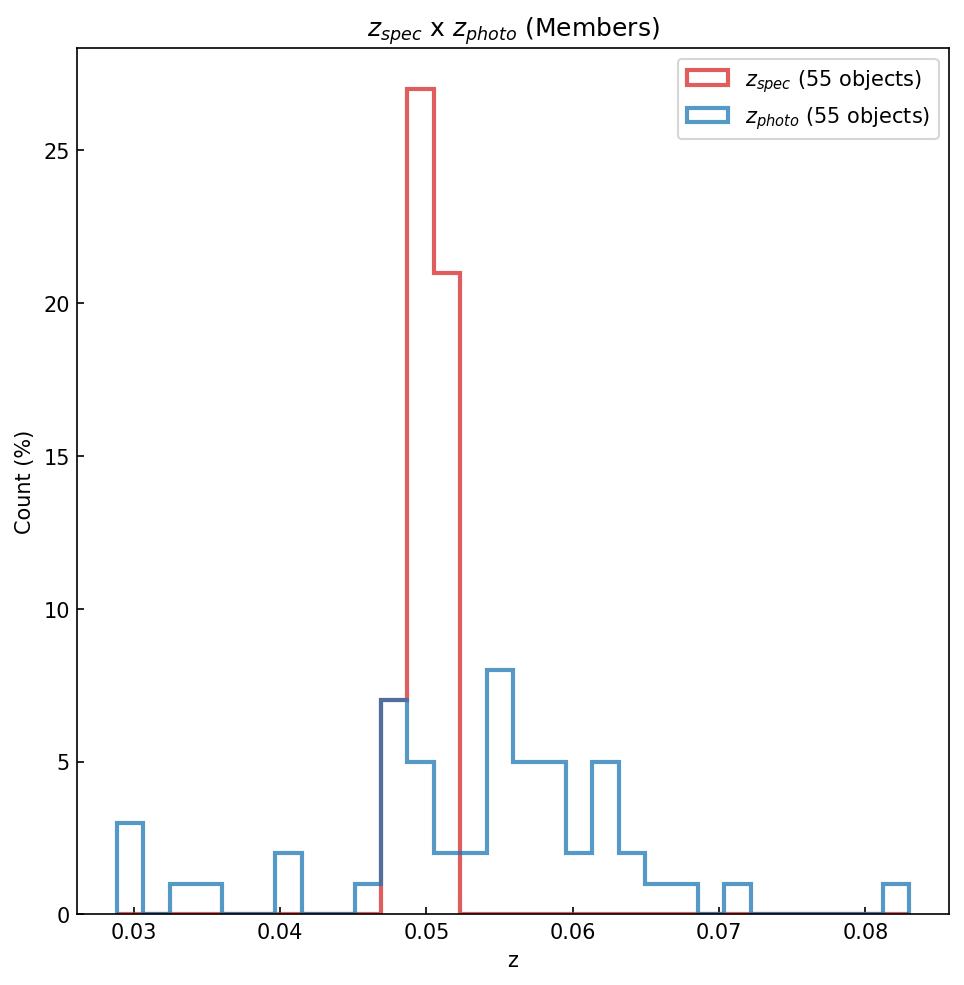 z_spec x z_photo (Members)
z_spec (55 objects)
z_photo (55 objects)
Count (%)
25
20
15
10
5
0
0.03 0.04 0.05 0.06 0.07 0.08
z